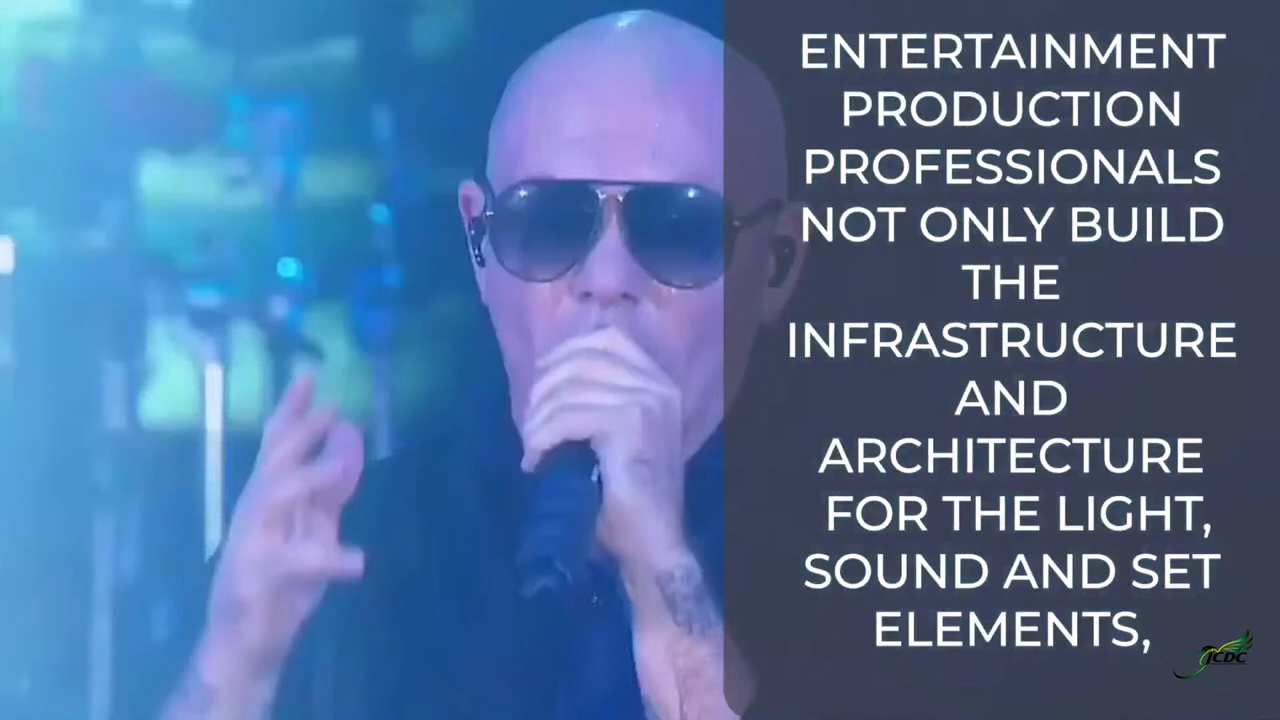 ENTERTAINMENT
PRODUCTION
PROFESSIONALS
NOT ONLY BUILD
THE
INFRASTRUCTURE
AND
ARCHITECTURE
FOR THE LIGHT,
SOUND AND SET
ELEMENTS,
JCDC